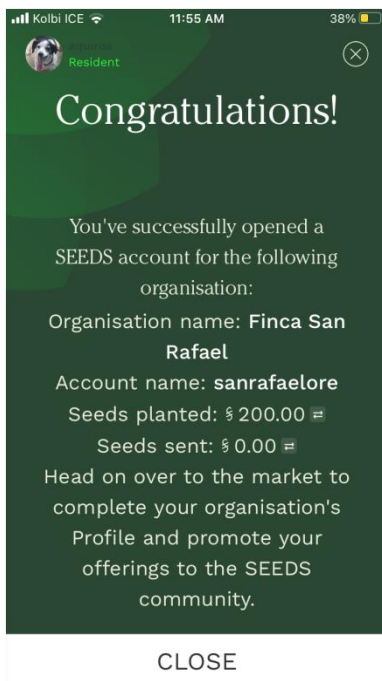 Kolbi ICE 11:55 AM 38%
Resident
Congratulations!
You've successfully opened a
SEEDS account for the following
organisation:
Organisation name: Finca San
Rafael
Account name: sanrafaelore
Seeds planted: § 200.00
Seeds sent: § 0.00
Head on over to the market to
complete your organisation's
Profile and promote your
offerings to the SEEDS
community.
CLOSE